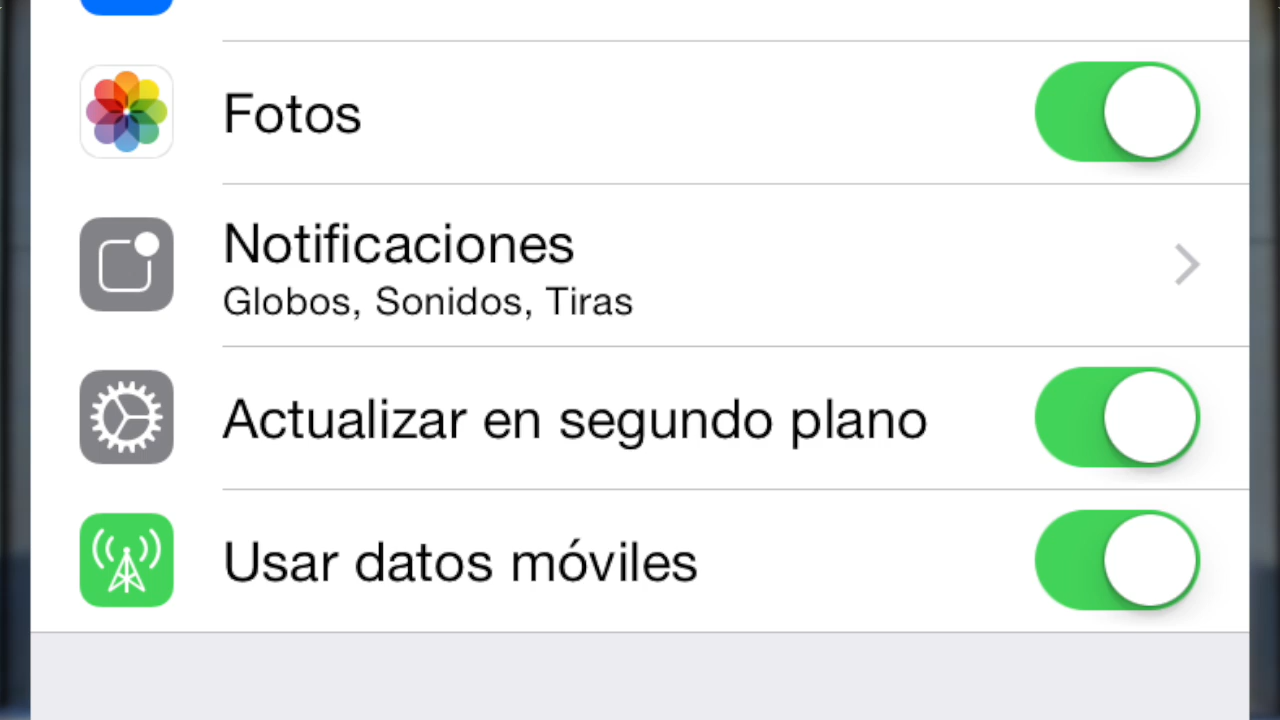 Fotos
Notificaciones
Globos, Sonidos, Tiras
Actualizar en segundo plano
Usar datos móviles